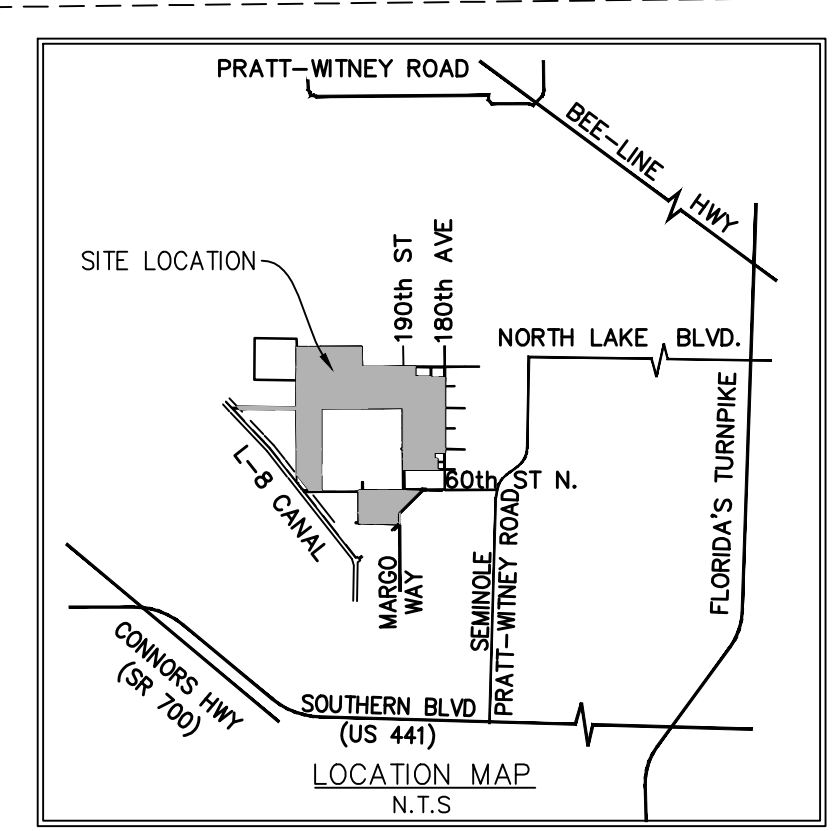 PRATT-WITNEY ROAD
BEE-LINE
HWY
SITE LOCATION
190th ST
180th AVE
NORTH LAKE BLVD.
L-8 CANAL
60th ST N.
FLORIDA'S TURNPIKE
MARGO
WAY
SEMINOLE
PRATT-WITNEY ROAD
CONNORS HWY
(SR 700)
SOUTHERN BLVD
(US 441)
LOCATION MAP
N.T.S